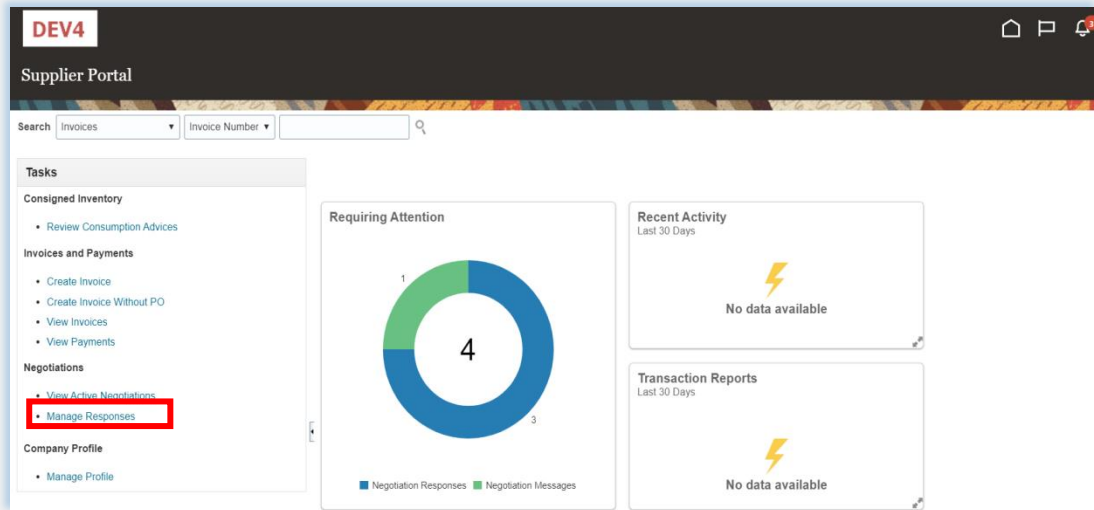 DEV4
3
Supplier Portal
Search Invoices Invoice Number
Tasks
Consigned Inventory
• Review Consumption Advices
Invoices and Payments
• Create Invoice
• Create Invoice Without PO
• View Invoices
• View Payments
Negotiations
• View Active Negotiations
• Manage Responses
Company Profile
• Manage Profile
Requiring Attention
1
4
3
Negotiation Responses Negotiation Messages
Recent Activity
Last 30 Days
No data available
Transaction Reports
Last 30 Days
No data available